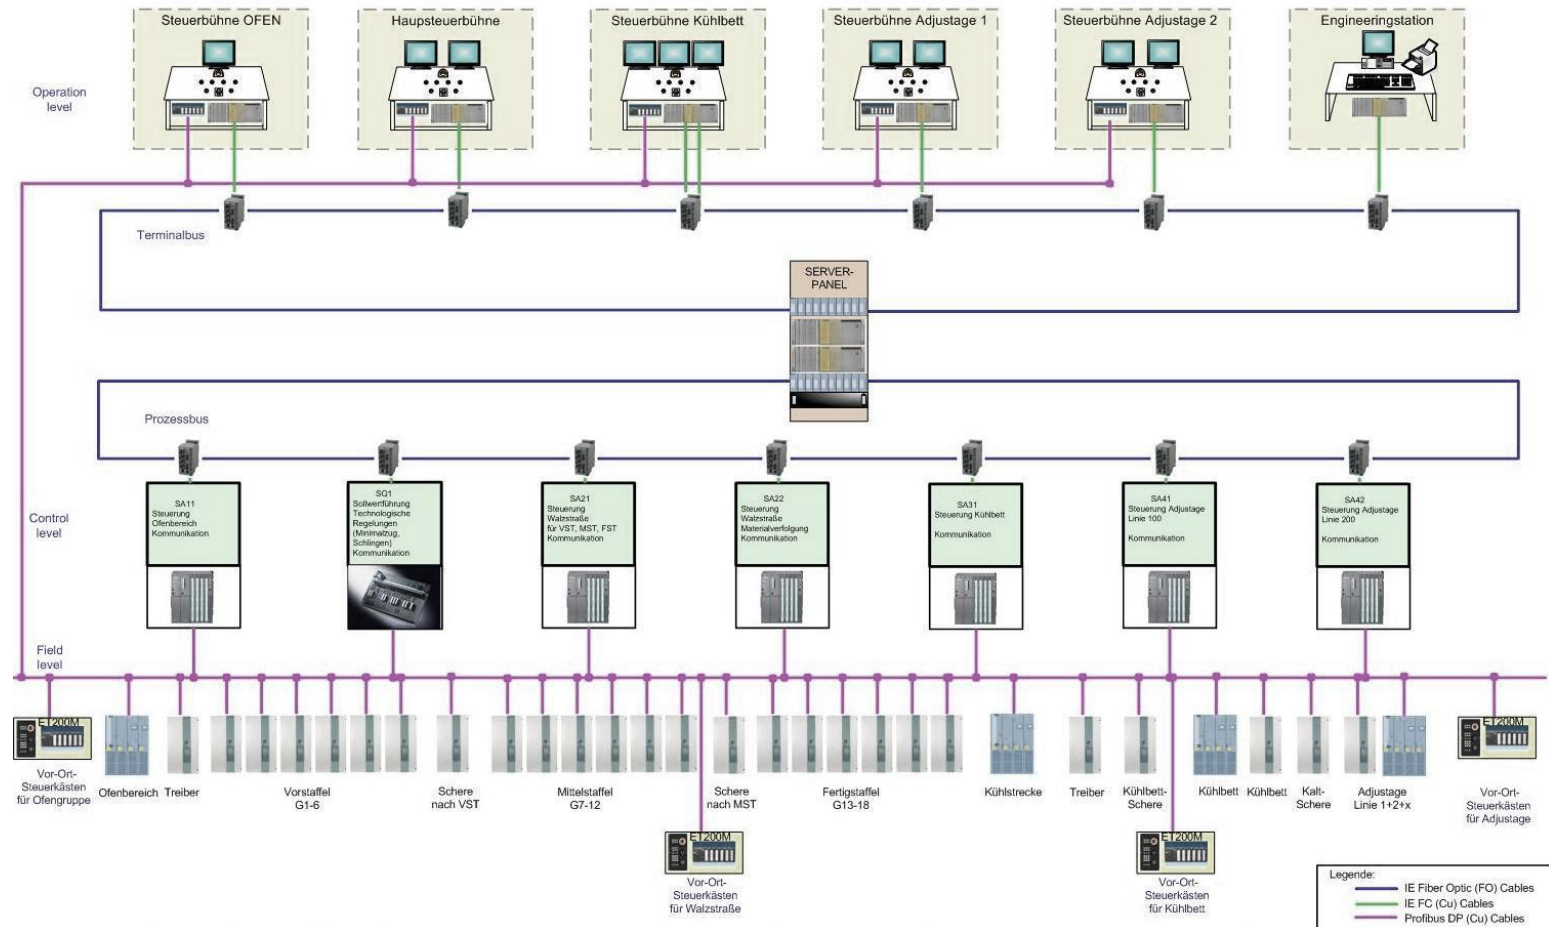 Steuerbühne OFEN
Haupsteuerbühne
Steuerbühne Kühlbett
Steuerbühne Adjustage 1
Steuerbühne Adjustage 2
Engineeringstation
Operation
level
Terminalbus
SERVER-
PANEL
Prozessbus
Control
level
SA11
Steuerung
Ofenbereich
Kommunikation
SQ1
Sollwertführung
Technologische
Regelungen
(Minimalzug,
Schlingen)
Kommunikation
SA21
Steuerung
Walzstraße
für VST, MST, FST
Kommunikation
SA22
Steuerung
Walzstraße
Materialverfolgung
Kommunikation
SA31
Steuerung Kühlbett
Kommunikation
SA41
Steuerung Adjustage
Linie 100
Kommunikation
SA42
Steuerung Adjustage
Linie 200
Kommunikation
Field
level
ET200M
Vor-Ort-
Steuerkästen
für Ofengruppe
Ofenbereich
Treiber
Vorstaffel
G1-6
Schere
nach VST
Mittelstaffel
G7-12
Schere
nach MST
Fertigstaffel
G13-18
Kühlstrecke
Treiber
Kühlbett-
Schere
Kühlbett
Kühlbett
Kalt-
Schere
Adjustage
Linie 1+2+x
ET200M
Vor-Ort-
Steuerkästen
für Adjustage
ET200M
Vor-Ort-
Steuerkästen
für Walzstraße
ET200M
Vor-Ort-
Steuerkästen
für Kühlbett
Legende:
IE Fiber Optic (FO) Cables
IE FC (Cu) Cables
Profibus DP (Cu) Cables